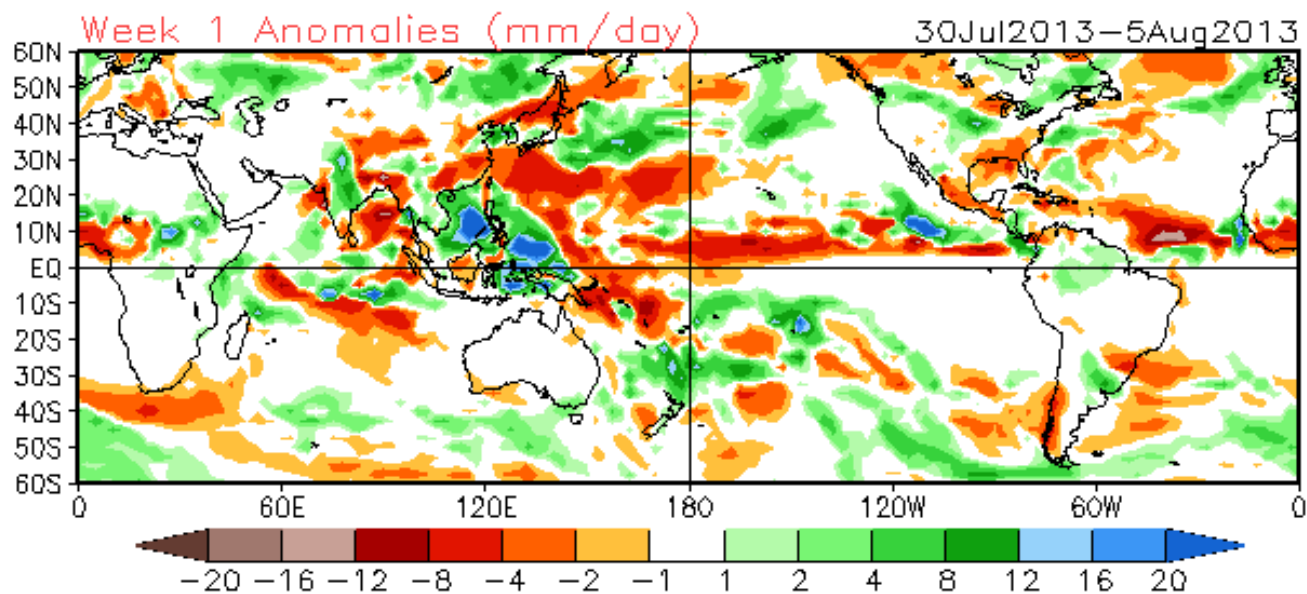 Week 1 Anomalies (mm/day) 30Jul2013-5Aug2013
60N
50N
40N
30N
20N
10N
EQ
10S
20S
30S
40S
50S
60S
0 60E 120E 180 120W 60W 0
-20 -16 -12 -8 -4 -2 -1 1 2 4 8 12 16 20